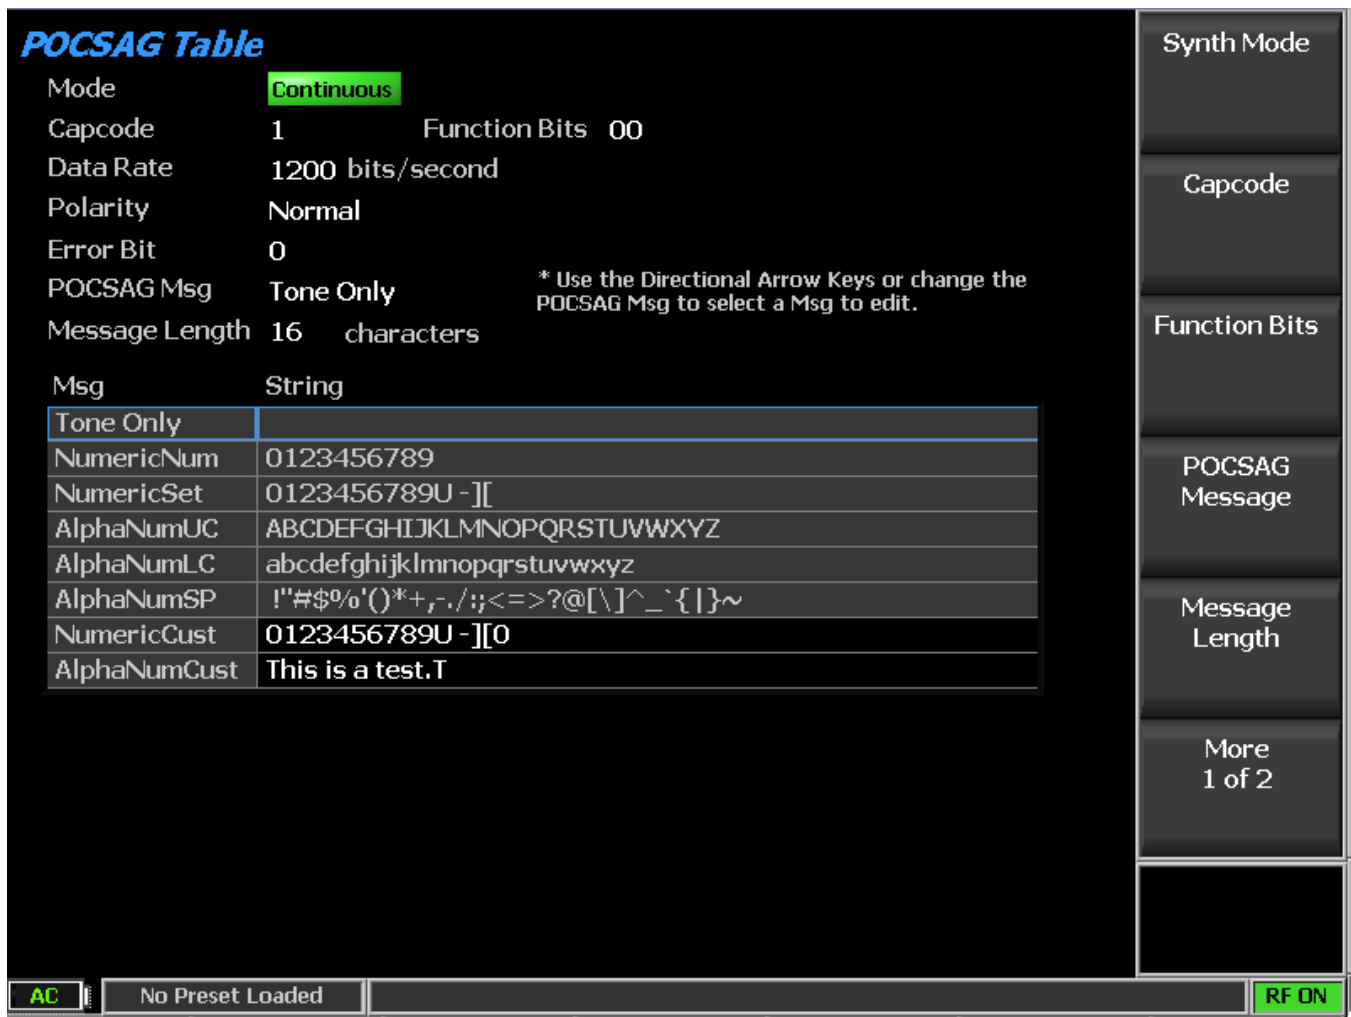 POCSAG Table
Mode Continuous
Capcode 1 Function Bits 00
Data Rate 1200 bits/second
Polarity Normal
Error Bit 0
POCSAG Msg Tone Only
* Use the Directional Arrow Keys or change the
POCSAG Msg to select a Msg to edit.
Message Length 16 characters
Msg String
Tone Only
NumericNum 0123456789
NumericSet 0123456789U -][
AlphaNumUC ABCDEFGHIJKLMNOPQRSTUVWXYZ
AlphaNumLC abcdefghijklmnopqrstuvwxyz
AlphaNumSP !"#$%'()*+,-./:;<=>?@[\]^_`{|}~
NumericCust 0123456789U -][0
AlphaNumCust This is a test.T
Synth Mode
Capcode
Function Bits
POCSAG
Message
Message
Length
More
1 of 2
AC No Preset Loaded RF ON